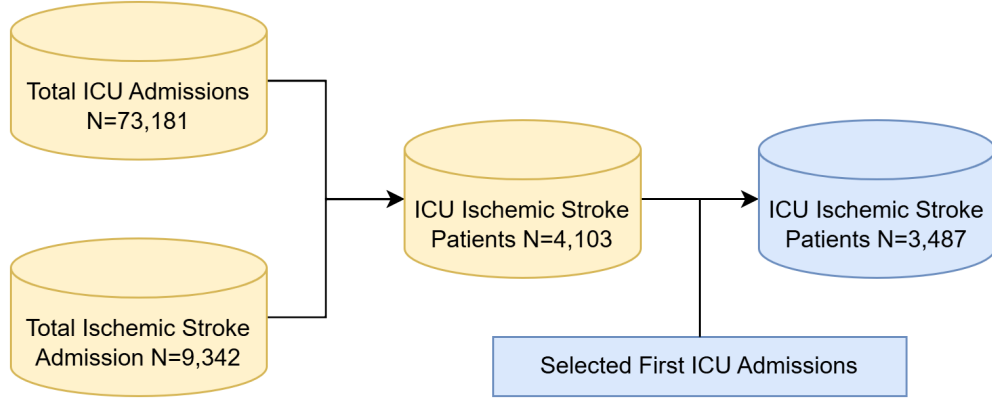 Total ICU Admissions
N=73,181
Total Ischemic Stroke
Admission N=9,342
ICU Ischemic Stroke
Patients N=4,103
ICU Ischemic Stroke
Patients N=3,487
Selected First ICU Admissions